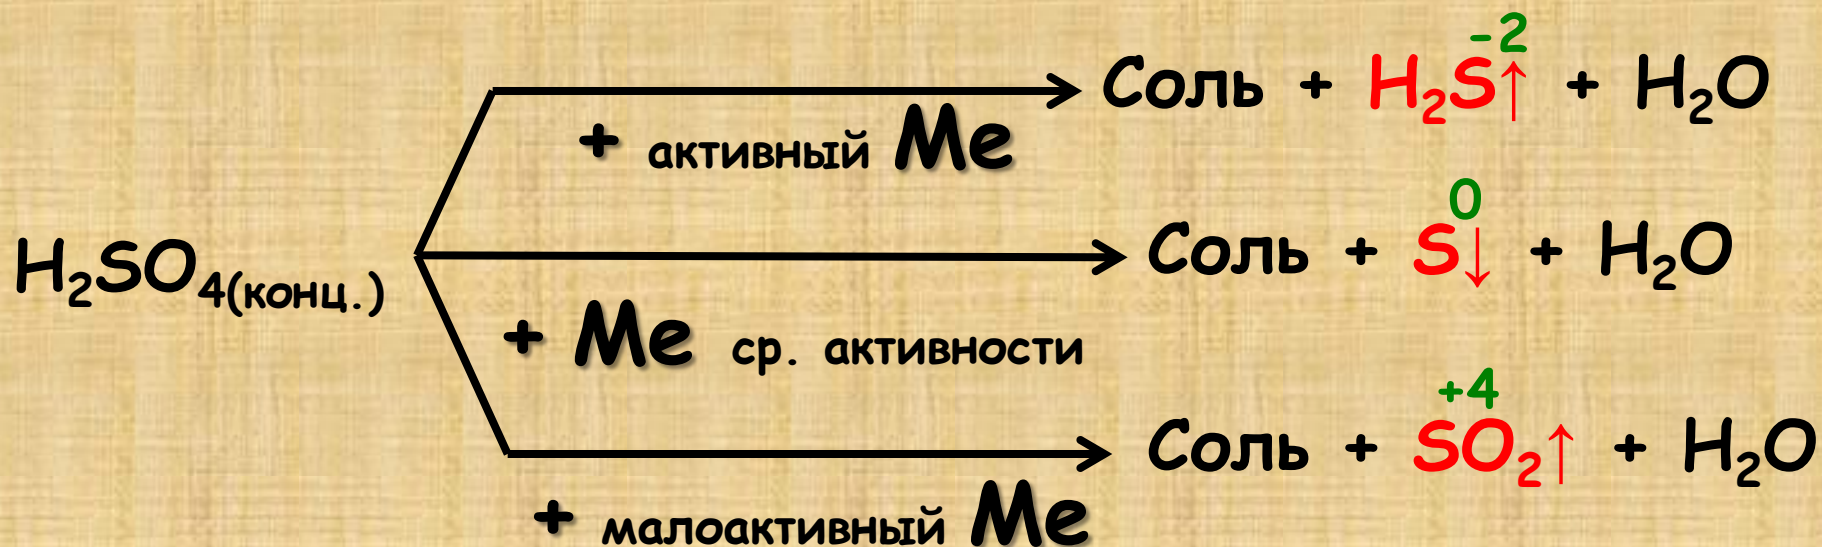 -2
Соль + H₂S↑ + H₂O
+ активный Me
0
H₂SO₄(конц.) Соль + S↓ + H₂O
+ Me ср. активности
+4
Соль + SO₂↑ + H₂O
+ малоактивный Me